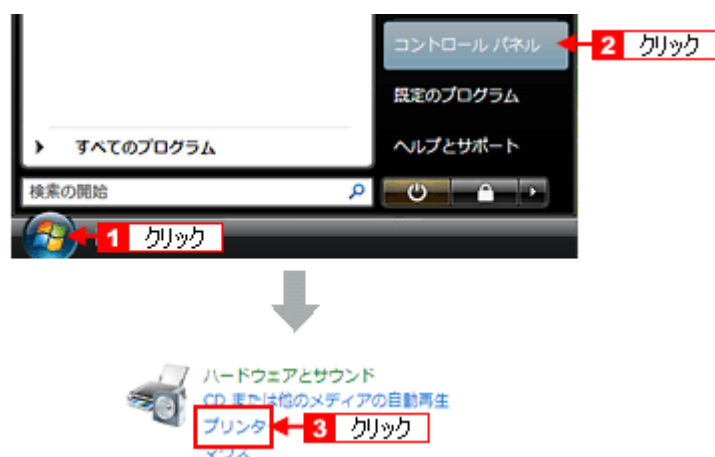 コントロール パネル
2 クリック
既定のプログラム
すべてのプログラム
ヘルプとサポート
検索の開始
1 クリック
ハードウェアとサウンド
CD または他のメディアの自動再生
プリンタ
3 クリック
マウス